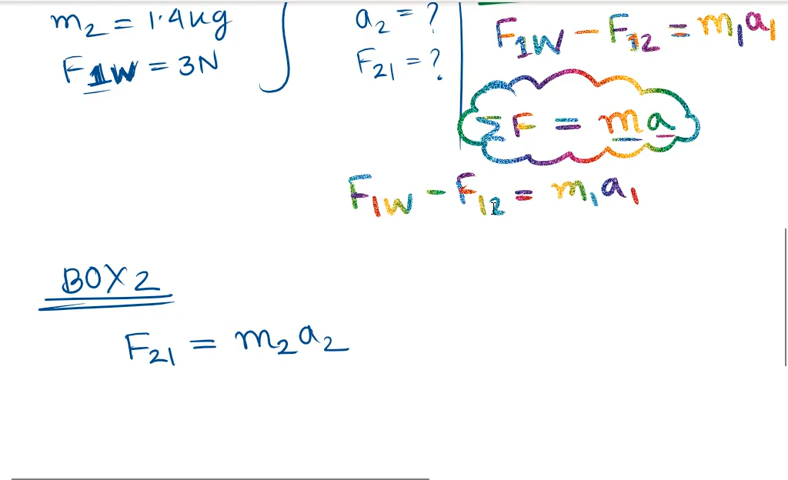 m₂ = 1.4kg
F1W = 3N
a₂ = ?
F₂₁ = ?
F1W − F12 = m₁a₁
ΣF = ma
F1W − F12 = m₁a₁
BOX 2
F₂₁ = m₂a₂